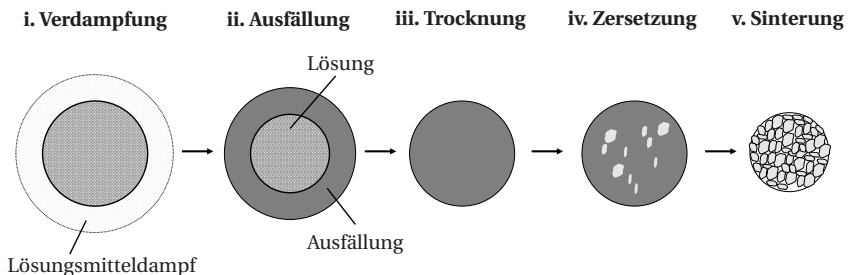 i. Verdampfung
ii. Ausfällung
iii. Trocknung
iv. Zersetzung
v. Sinterung
Lösung
Ausfällung
Lösungsmitteldampf